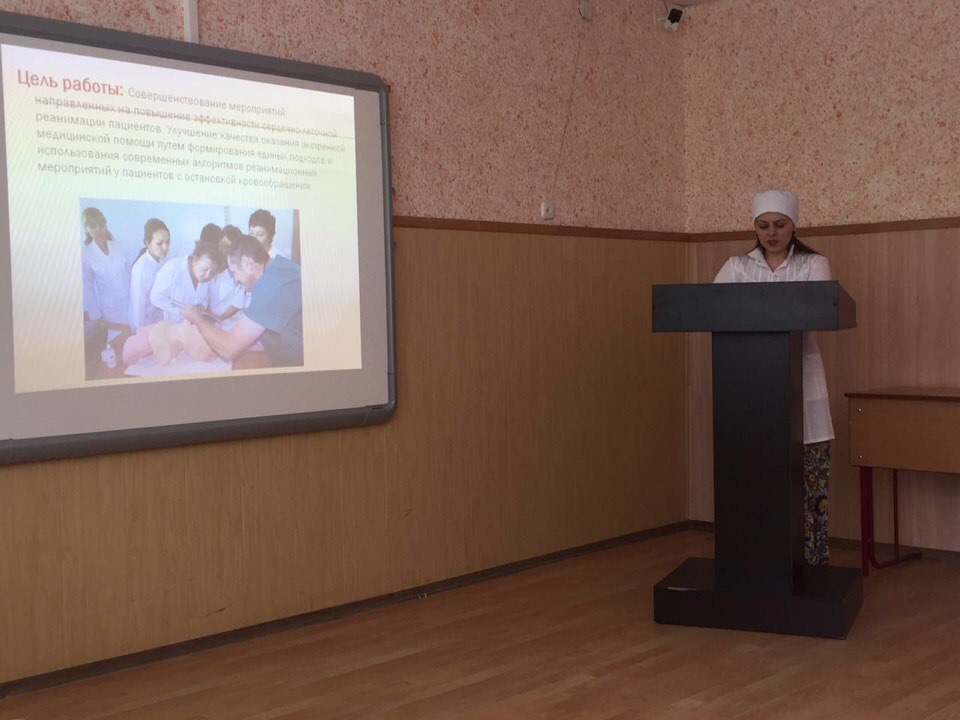 Цель работы: Совершенствование мероприятий
направленных на повышение эффективности сердечно-легочной
реанимации пациентов. Улучшение качества оказания экстренной
медицинской помощи путем формирования единых подходов и
использования современных алгоритмов реанимационных
мероприятий у пациентов с остановкой кровообращения.